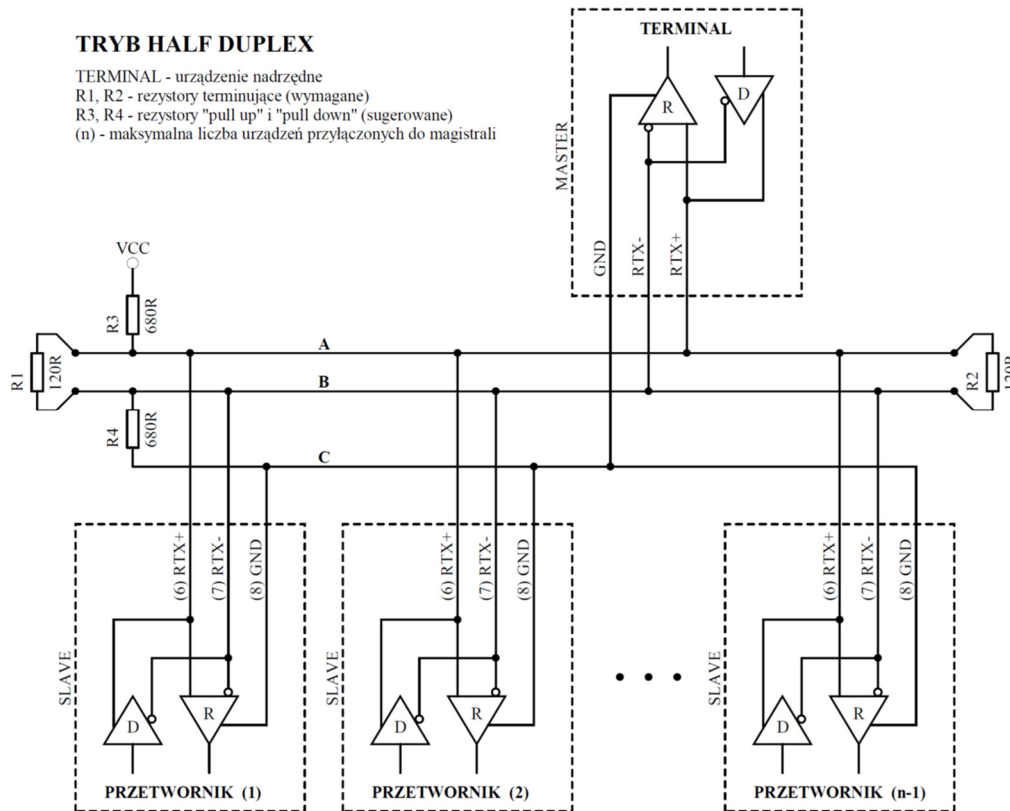 TRYB HALF DUPLEX
TERMINAL - urządzenie nadrzędne
R1, R2 - rezystory terminujące (wymagane)
R3, R4 - rezystory "pull up" i "pull down" (sugerowane)
(n) - maksymalna liczba urządzeń przyłączonych do magistrali
TERMINAL
R
D
MASTER
GND
RTX-
RTX+
VCC
R3
680R
A
R1
120R
B
R2
120R
R4
680R
C
(6) RTX+
(7) RTX-
(8) GND
SLAVE
D
R
PRZETWORNIK (1)
(6) RTX+
(7) RTX-
(8) GND
SLAVE
D
R
PRZETWORNIK (2)
(6) RTX+
(7) RTX-
(8) GND
SLAVE
D
R
PRZETWORNIK (n-1)